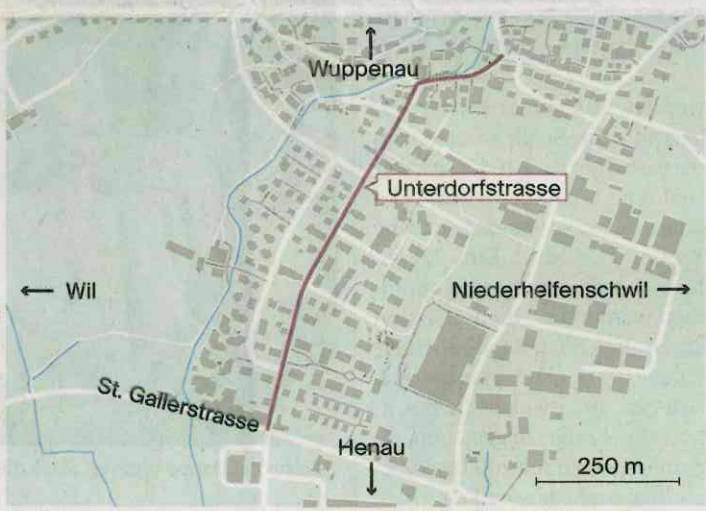 Wuppenau
Unterdorfstrasse
← Wil
Niederhelfenschwil →
St. Gallerstrasse
Henau
250 m